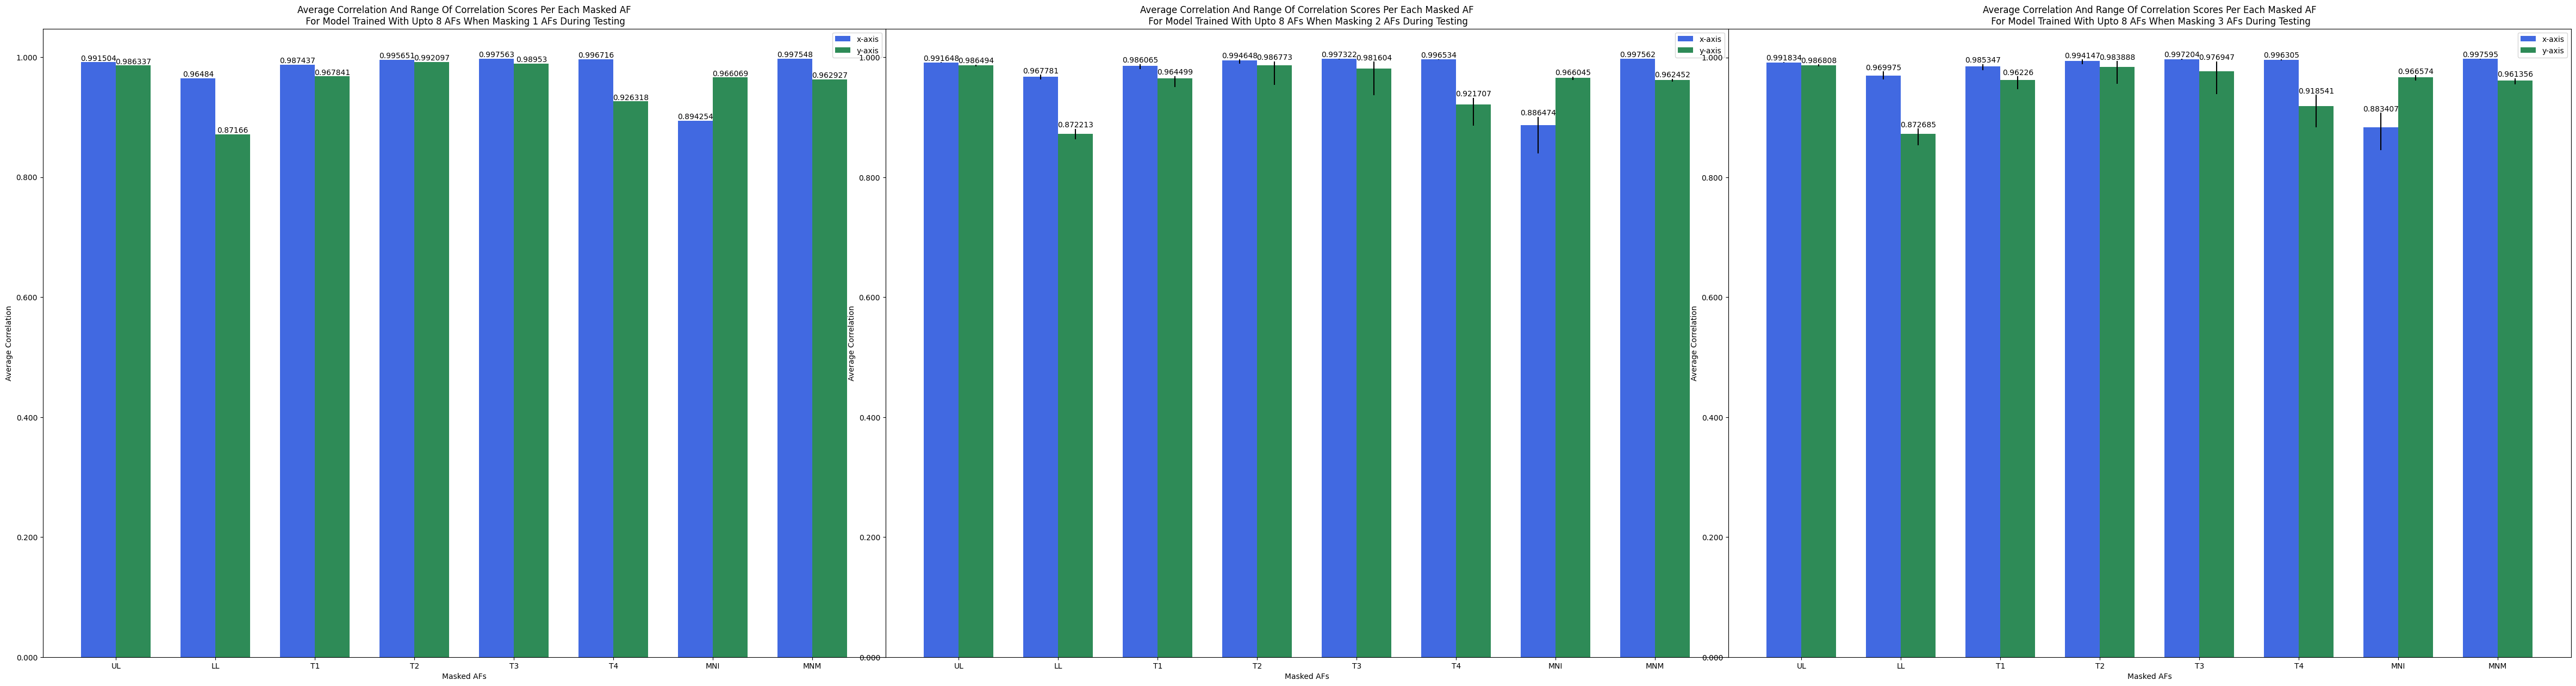 Average Correlation And Range Of Correlation Scores Per Each Masked AF
For Model Trained With Upto 8 AFs When Masking 1 AFs During Testing
x-axis
y-axis
1.000
0.800
0.600
0.400
0.200
0.000
Average Correlation
0.991504
0.986337
0.96484
0.87166
0.987437
0.967841
0.995651
0.992097
0.997563
0.98953
0.996716
0.926318
0.894254
0.966069
0.997548
0.962927
UL
LL
T1
T2
T3
T4
MNI
MNM
Masked AFs
Average Correlation And Range Of Correlation Scores Per Each Masked AF
For Model Trained With Upto 8 AFs When Masking 2 AFs During Testing
x-axis
y-axis
1.000
0.800
0.600
0.400
0.200
0.000
Average Correlation
0.991648
0.986494
0.967781
0.872213
0.986065
0.964499
0.994648
0.986773
0.997322
0.981604
0.996534
0.921707
0.886474
0.966045
0.997562
0.962452
UL
LL
T1
T2
T3
T4
MNI
MNM
Masked AFs
Average Correlation And Range Of Correlation Scores Per Each Masked AF
For Model Trained With Upto 8 AFs When Masking 3 AFs During Testing
x-axis
y-axis
1.000
0.800
0.600
0.400
0.200
0.000
Average Correlation
0.991834
0.986808
0.969975
0.872685
0.985347
0.96226
0.994147
0.983888
0.997204
0.976947
0.996305
0.918541
0.883407
0.966574
0.997595
0.961356
UL
LL
T1
T2
T3
T4
MNI
MNM
Masked AFs